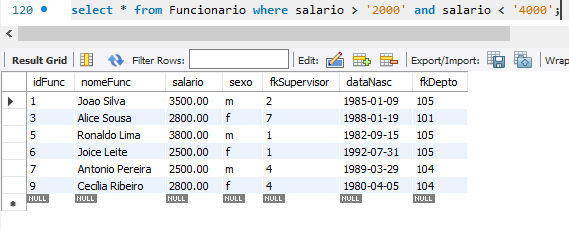 120 select * from Funcionario where salario > '2000' and salario < '4000';
Result Grid Filter Rows: Edit: Export/Import: Wrap
idFunc nomeFunc salario sexo fkSupervisor dataNasc fkDepto
1 Joao Silva 3500.00 m 2 1985-01-09 105
3 Alice Sousa 2800.00 f 7 1988-01-19 101
5 Ronaldo Lima 3800.00 m 1 1982-09-15 105
6 Joice Leite 2500.00 f 1 1992-07-31 105
7 Antonio Pereira 2500.00 m 4 1989-03-29 104
9 Cecília Ribeiro 2800.00 f 4 1980-04-05 104
NULL NULL NULL NULL NULL NULL NULL